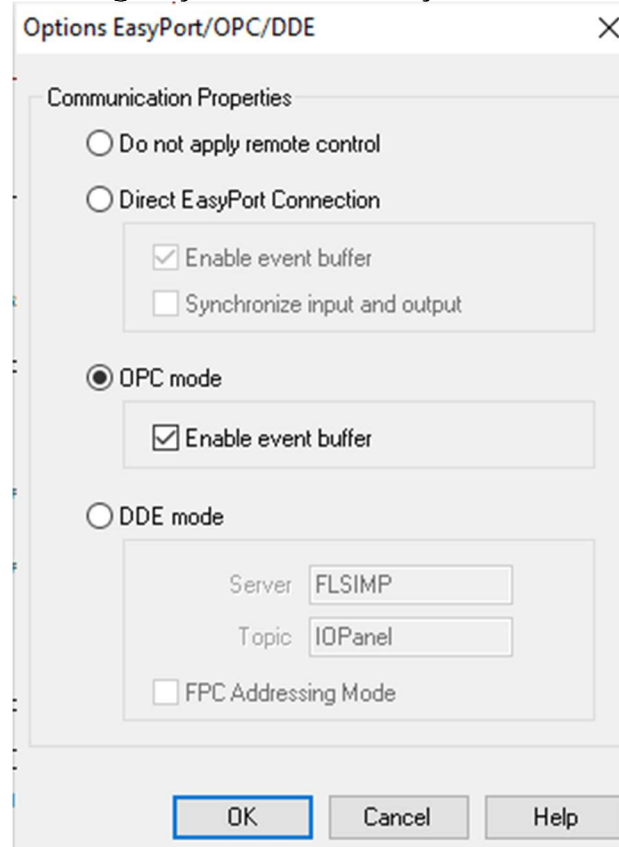 Options EasyPort/OPC/DDE
Communication Properties
Do not apply remote control
Direct EasyPort Connection
Enable event buffer
Synchronize input and output
OPC mode
Enable event buffer
DDE mode
Server FLSIMP
Topic IOPanel
FPC Addressing Mode
OK Cancel Help